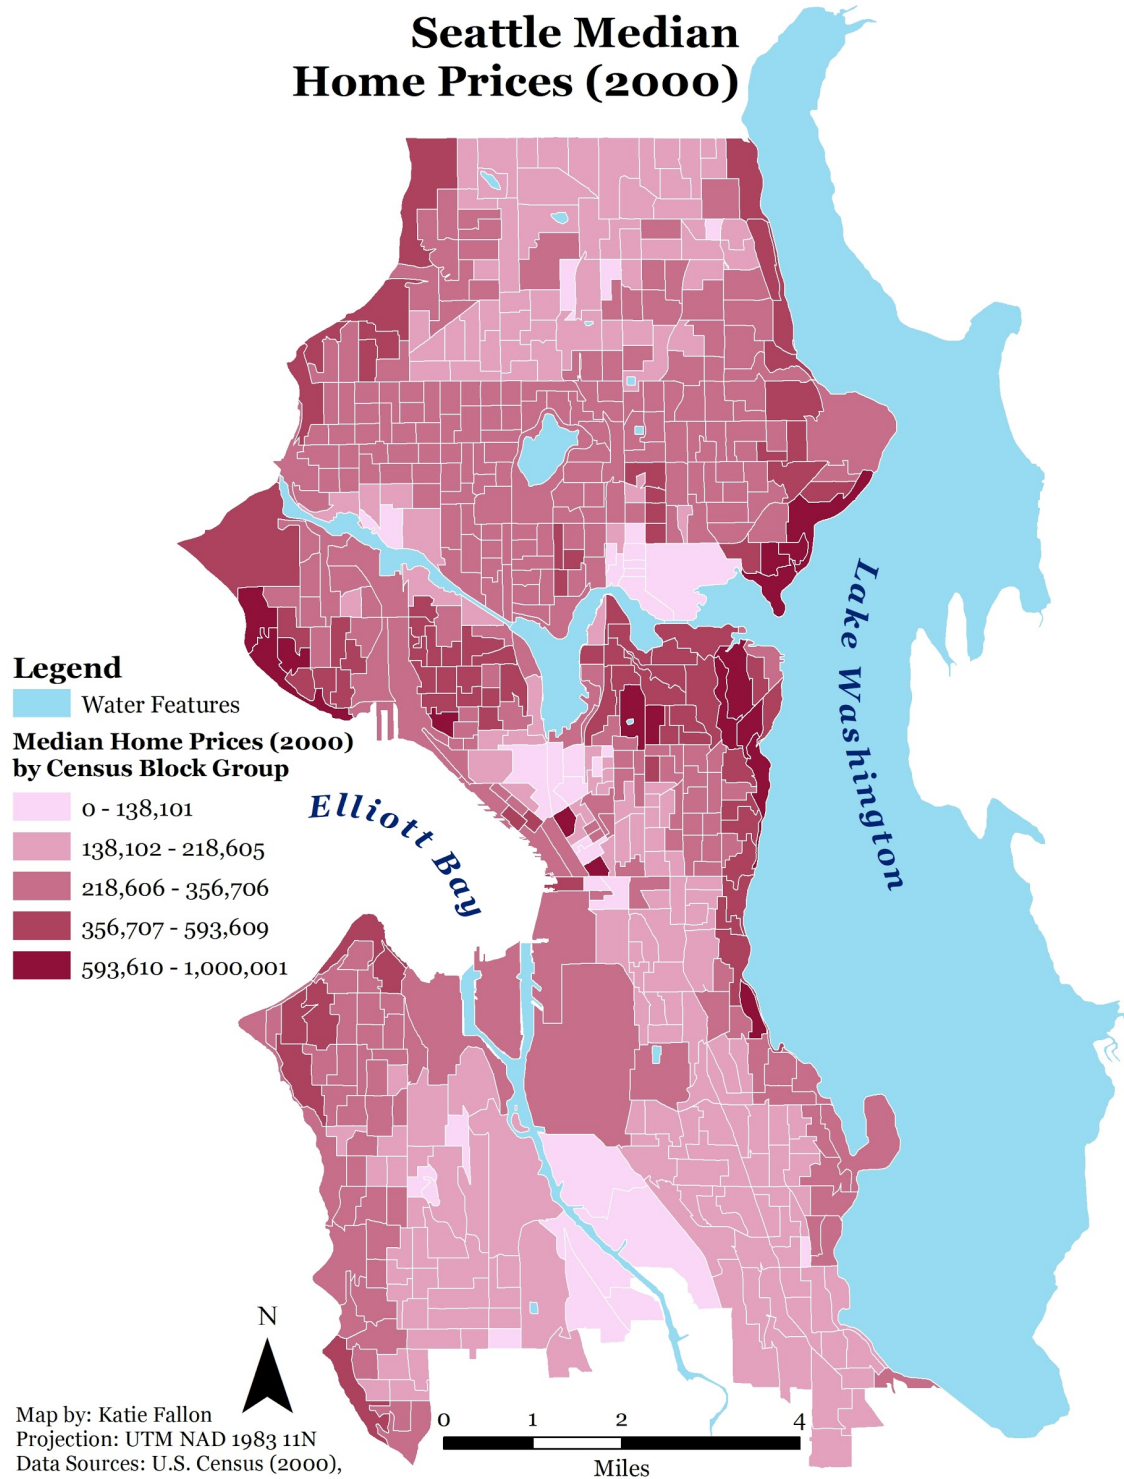 Seattle Median
Home Prices (2000)
Legend
Water Features
Median Home Prices (2000)
by Census Block Group
0 - 138,101
138,102 - 218,605
218,606 - 356,706
356,707 - 593,609
593,610 - 1,000,001
Elliott Bay
Lake Washington
N
Map by: Katie Fallon
Projection: UTM NAD 1983 11N
Data Sources: U.S. Census (2000),
0 1 2 4
Miles